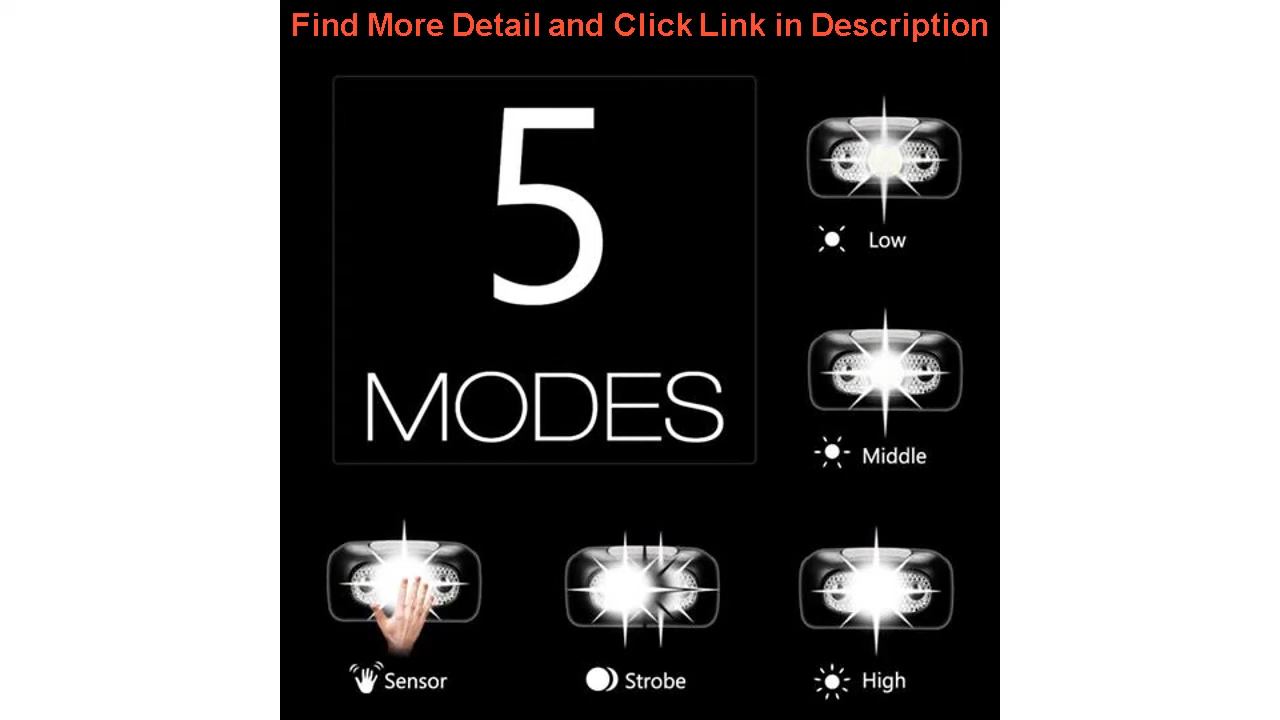 Find More Detail and Click Link in Description
5
MODES
Low
Middle
Sensor
Strobe
High